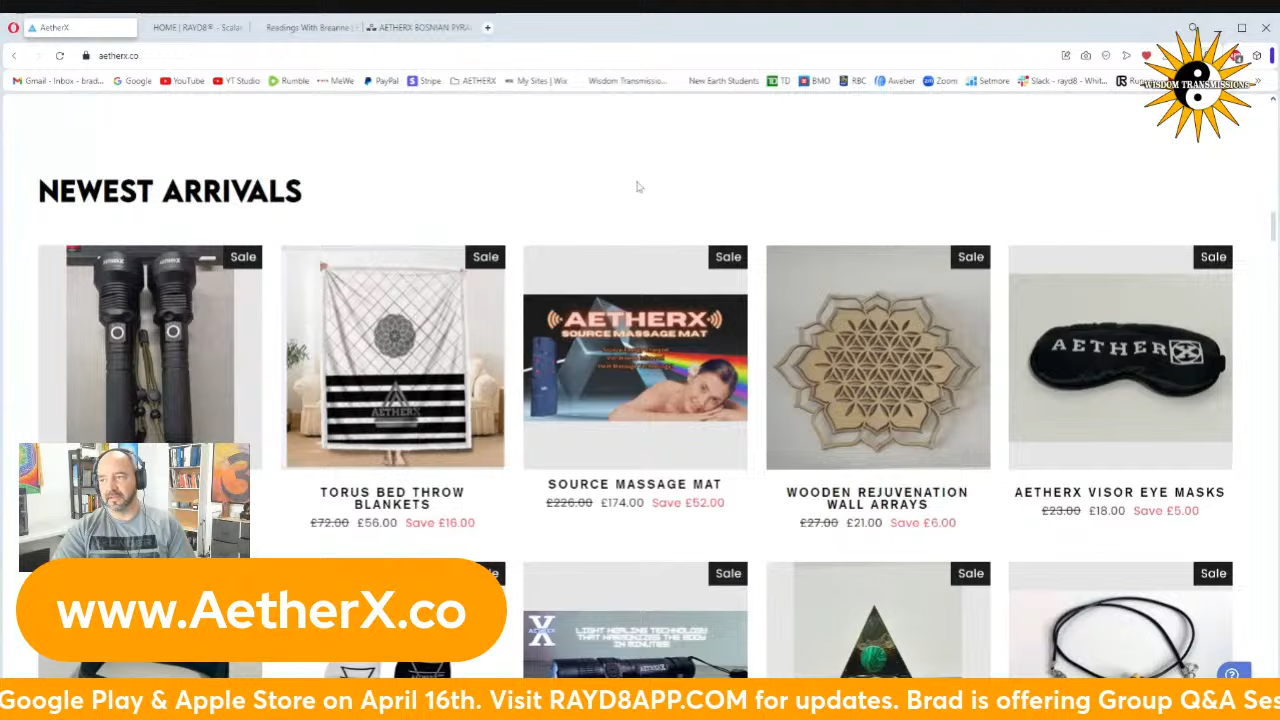 AetherX
HOME | RAYD8® - Scalar
Readings With Breanne |
AETHERX BOSNIAN PYRA
aetherx.co
Gmail - Inbox - brad...
Google
YouTube
YT Studio
Rumble
MeWe
PayPal
Stripe
AETHERX
My Sites | Wix
Wisdom Transmissio...
New Earth Students
TD
BMO
RBC
Aweber
Zoom
Setmore
Slack - rayd8 - Whit...
WISDOM TRANSMISSIONS
NEWEST ARRIVALS
Sale
Sale
Sale
Sale
Sale
AETHERX
AETHERX
SOURCE MASSAGE MAT
AETHERX
TORUS BED THROW
BLANKETS
£72.00 £56.00 Save £16.00
SOURCE MASSAGE MAT
£226.00 £174.00 Save £52.00
WOODEN REJUVENATION
WALL ARRAYS
£27.00 £21.00 Save £6.00
AETHERX VISOR EYE MASKS
£23.00 £18.00 Save £5.00
Sale
Sale
Sale
X
AETHERX
LIGHT HEALING TECHNOLOGY
THAT HARMONIZES THE BODY
IN MINUTES!
www.AetherX.co
Google Play & Apple Store on April 16th. Visit RAYD8APP.COM for updates. Brad is offering Group Q&A Ses